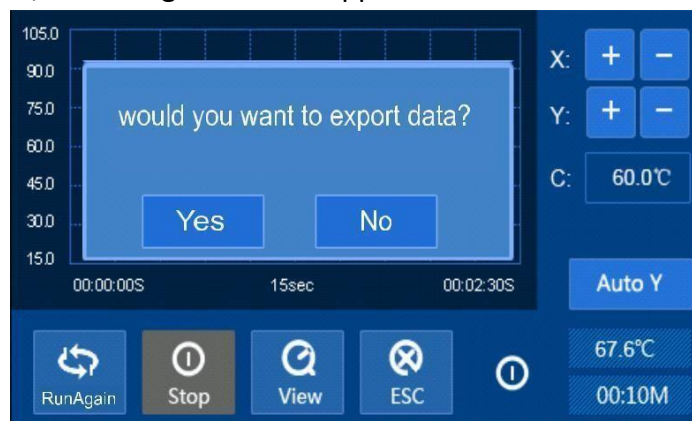 105.0
90.0
75.0
60.0
45.0
30.0
15.0
would you want to export data?
Yes No
00:00:00S 15sec 00:02:30S
X: + −
Y: + −
C: 60.0℃
Auto Y
67.6℃
00:10M
RunAgain Stop View ESC